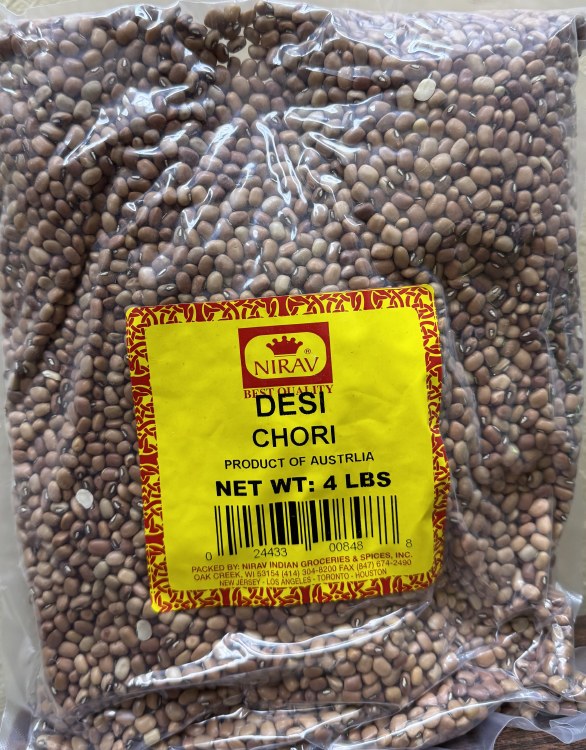 NIRAV ®
BEST QUALITY
DESI
CHORI
PRODUCT OF AUSTRLIA
NET WT: 4 LBS
0 24433 00848 8
PACKED BY: NIRAV INDIAN GROCERIES & SPICES, INC.
OAK CREEK, WI 53154 (414) 304-8200 FAX (847) 674-2490
NEW JERSEY - LOS ANGELES - TORONTO - HOUSTON